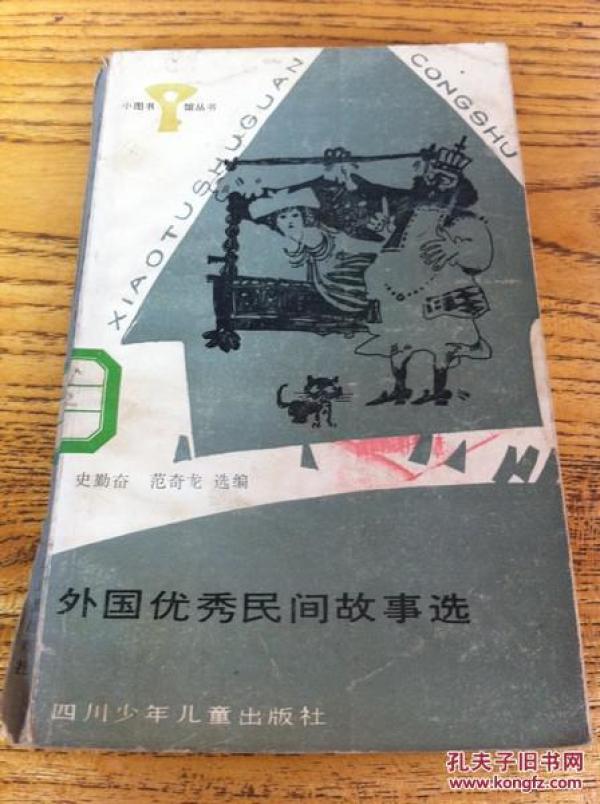 小图书馆丛书
XIAOTUSHUGUAN
CONGSHU
史勤奋 范奇龙 选编
外国优秀民间故事选
四川少年儿童出版社
孔夫子旧书网
www.kongfz.com